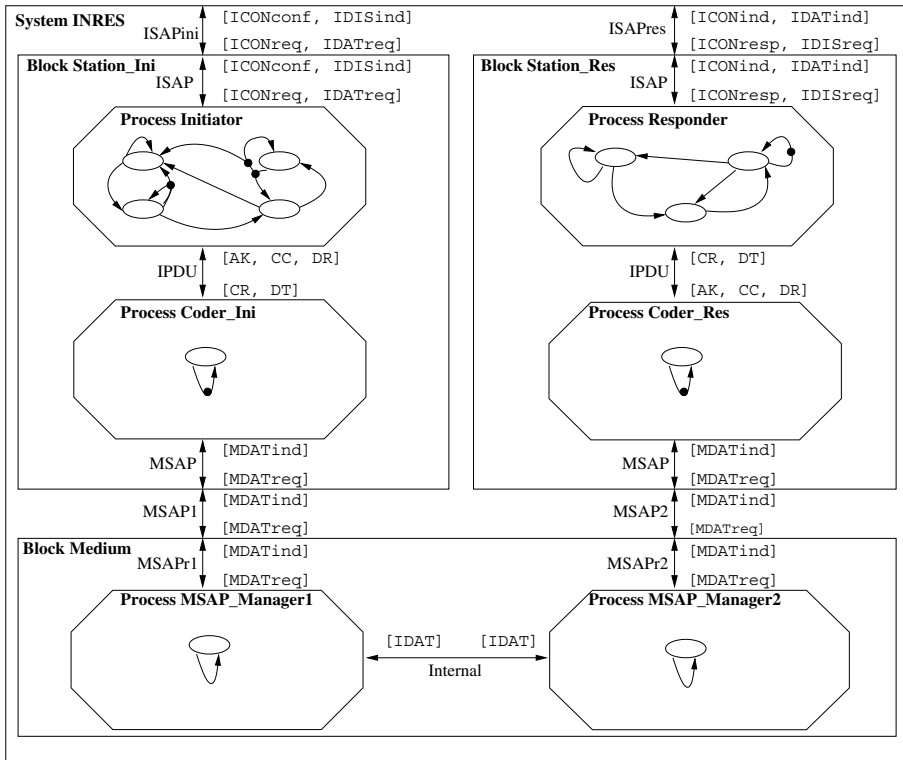 System INRES
ISAPini
[ICONconf, IDISind]
[ICONreq, IDATreq]
ISAPres
[ICONind, IDATind]
[ICONresp, IDISreq]
Block Station_Ini
ISAP
[ICONconf, IDISind]
[ICONreq, IDATreq]
Process Initiator
IPDU
[AK, CC, DR]
[CR, DT]
Process Coder_Ini
MSAP
[MDATind]
[MDATreq]
Block Station_Res
ISAP
[ICONind, IDATind]
[ICONresp, IDISreq]
Process Responder
IPDU
[CR, DT]
[AK, CC, DR]
Process Coder_Res
MSAP
[MDATind]
[MDATreq]
MSAP1
[MDATind]
[MDATreq]
MSAP2
[MDATind]
[MDATreq]
Block Medium
MSAPr1
[MDATind]
[MDATreq]
Process MSAP_Manager1
MSAPr2
[MDATind]
[MDATreq]
Process MSAP_Manager2
[IDAT] [IDAT]
Internal